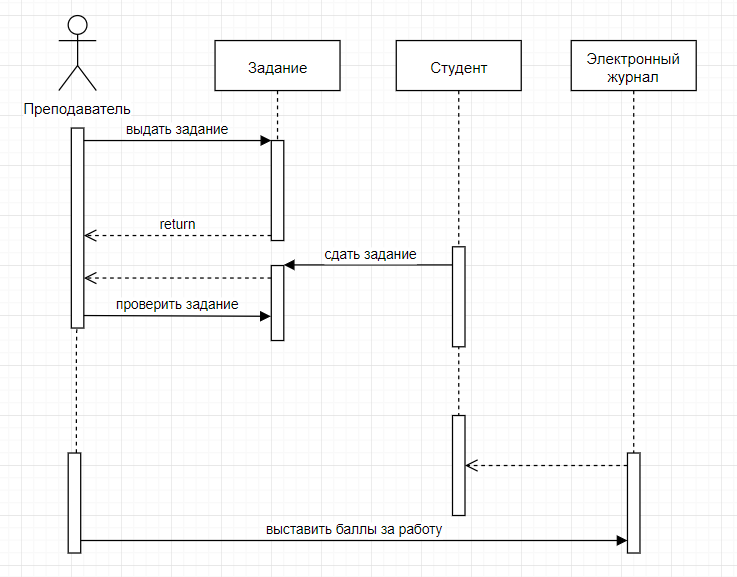 Преподаватель
Задание
Студент
Электронный
журнал
выдать задание
return
сдать задание
проверить задание
выставить баллы за работу